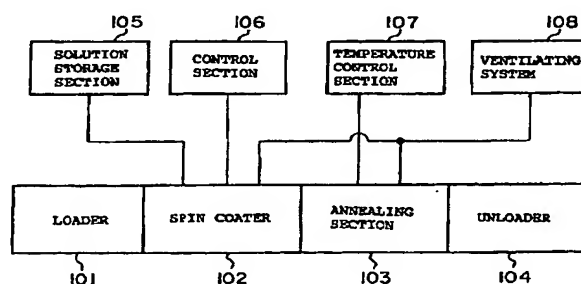 105
106
107
108
SOLUTION
STORAGE
SECTION
CONTROL
SECTION
TEMPERATURE
CONTROL
SECTION
VENTILATING
SYSTEM
LOADER
SPIN COATER
ANNEALING
SECTION
UNLOADER
101
102
103
104